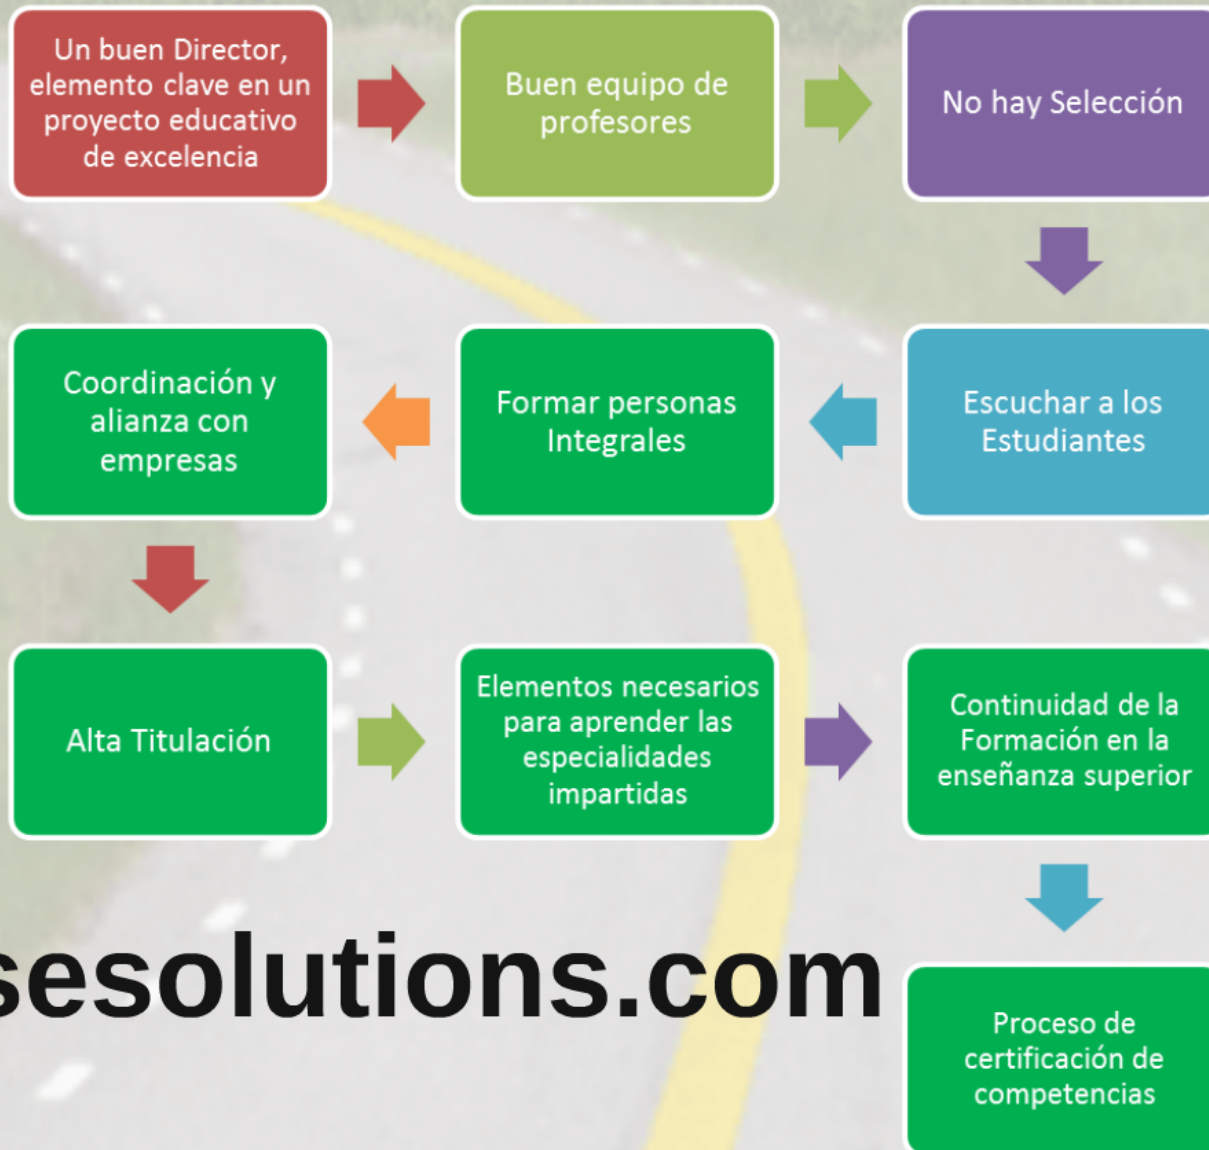 Un buen Director,
elemento clave en un
proyecto educativo
de excelencia
Buen equipo de
profesores
No hay Selección
Escuchar a los
Estudiantes
Formar personas
Integrales
Coordinación y
alianza con
empresas
Alta Titulación
Elementos necesarios
para aprender las
especialidades
impartidas
Continuidad de la
Formación en la
enseñanza superior
Proceso de
certificación de
competencias
sesolutions.com